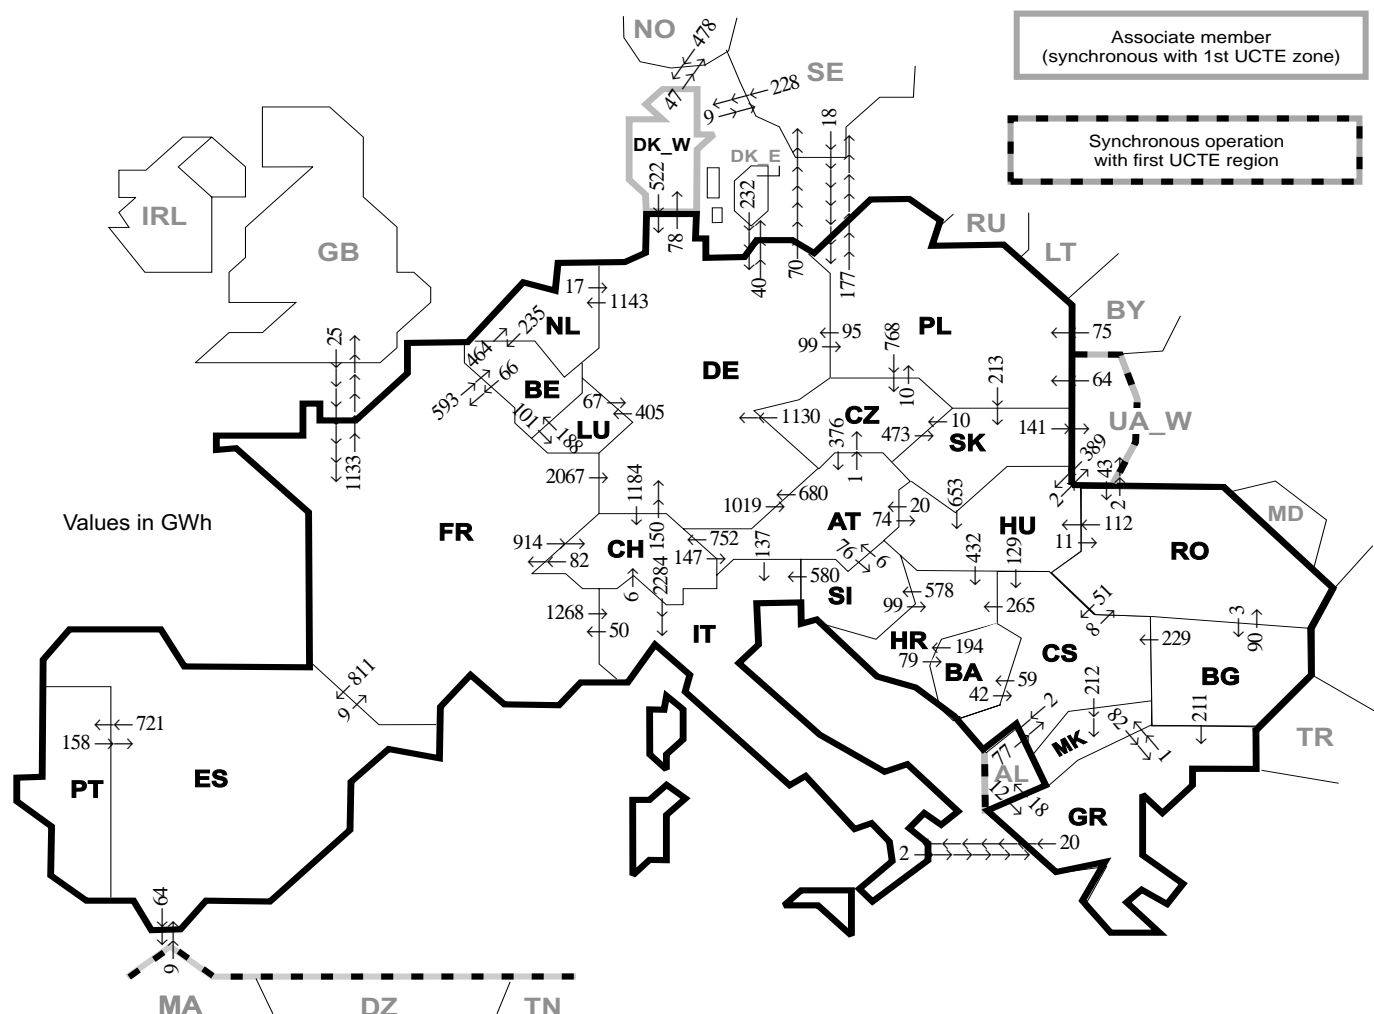 NO
478
47
SE
228
9
18
Associate member
(synchronous with 1st UCTE zone)
Synchronous operation
with first UCTE region
DK_W
DK_E
522
232
78
40
70
177
IRL
GB
RU
LT
BY
25
1133
17
1143
NL
235
464
66
593
BE
101
188
LU
67
405
DE
95
99
PL
768
10
213
75
64
UA_W
1130
CZ
376
1
473
10
SK
141
389
2
43
2
2067
1184
150
1019
680
AT
20
74
653
HU
112
11
RO
MD
Values in GWh
FR
914
82
CH
752
147
137
76
6
432
129
2284
6
580
SI
99
578
265
51
8
3
90
1268
50
IT
HR
194
79
BA
59
42
CS
212
229
BG
211
TR
811
9
2
77
MK
82
1
AL
12
18
GR
721
158
PT
ES
2
20
64
9
MA
DZ
TN